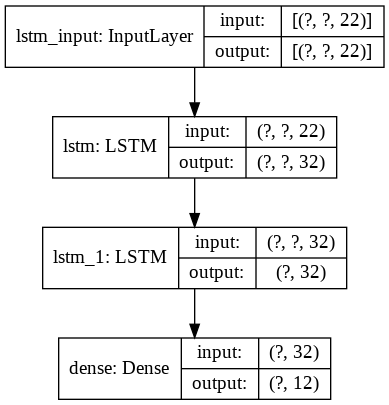 lstm_input: InputLayer
input: [(?, ?, 22)]
output: [(?, ?, 22)]
lstm: LSTM
input: (?, ?, 22)
output: (?, ?, 32)
lstm_1: LSTM
input: (?, ?, 32)
output: (?, 32)
dense: Dense
input: (?, 32)
output: (?, 12)